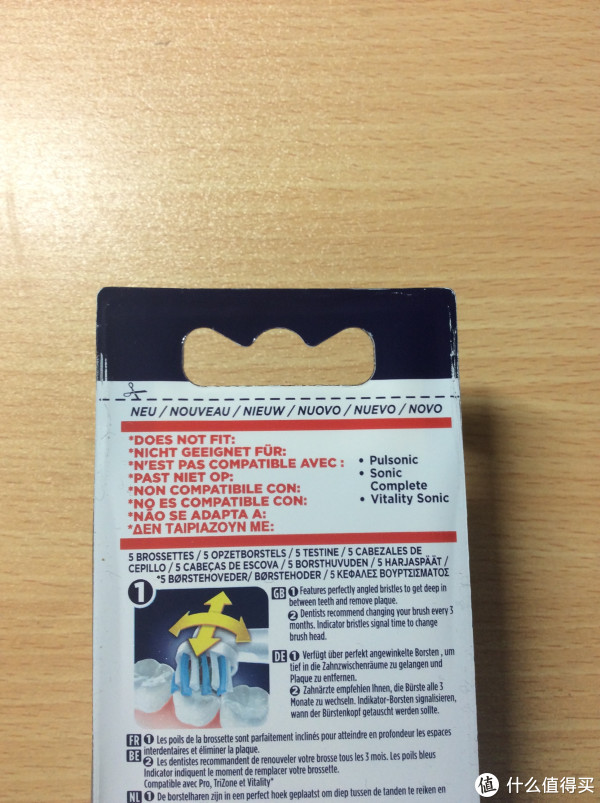 NEU / NOUVEAU / NIEUW / NUOVO / NUEVO / NOVO
*DOES NOT FIT:
*NICHT GEEIGNET FÜR:
*N'EST PAS COMPATIBLE AVEC :
*PAST NIET OP:
*NON COMPATIBILE CON:
*NO ES COMPATIBLE CON:
*NÃO SE ADAPTA A:
*ΔΕΝ ΤΑΙΡΙΑΖΟΥΝ ΜΕ:
• Pulsonic
• Sonic
Complete
• Vitality Sonic
5 BROSSETTES / 5 OPZETBORSTELS / 5 TESTINE / 5 CABEZALES DE
CEPILLO / 5 CABEÇAS DE ESCOVA / 5 BORSTHUVUDEN / 5 HARJASPÄÄT /
*5 BØRSTEHOVEDER/ BØRSTEHODER / 5 ΚΕΦΑΛΕΣ ΒΟΥΡΤΣΙΣΜΑΤΟΣ
1
GB 1 Features perfectly angled bristles to get deep in
between teeth and remove plaque.
2 Dentists recommend changing your brush every 3
months. Indicator bristles signal time to change
brush head.
DE 1 Verfügt über perfekt angewinkelte Borsten , um
tief in die Zahnzwischenräume zu gelangen und
Plaque zu entfernen.
2 Zahnärzte empfehlen Ihnen, die Bürste alle 3
Monate zu wechseln. Indikator-Borsten signalisieren,
wann der Bürstenkopf getauscht werden sollte.
FR 1 Les poils de la brossette sont parfaitement inclinés pour atteindre en profondeur les espaces
interdentaires et éliminer la plaque.
BE 2 Les dentistes recommandent de renouveler votre brosse tous les 3 mois. Les poils bleus
Indicator indiquent le moment de remplacer votre brossette.
Compatible avec Pro, TriZone et Vitality*
NL 1 De borstelharen zijn in een perfect hoek geplaatst om diep tussen de tanden te reiken en
值 什么值得买